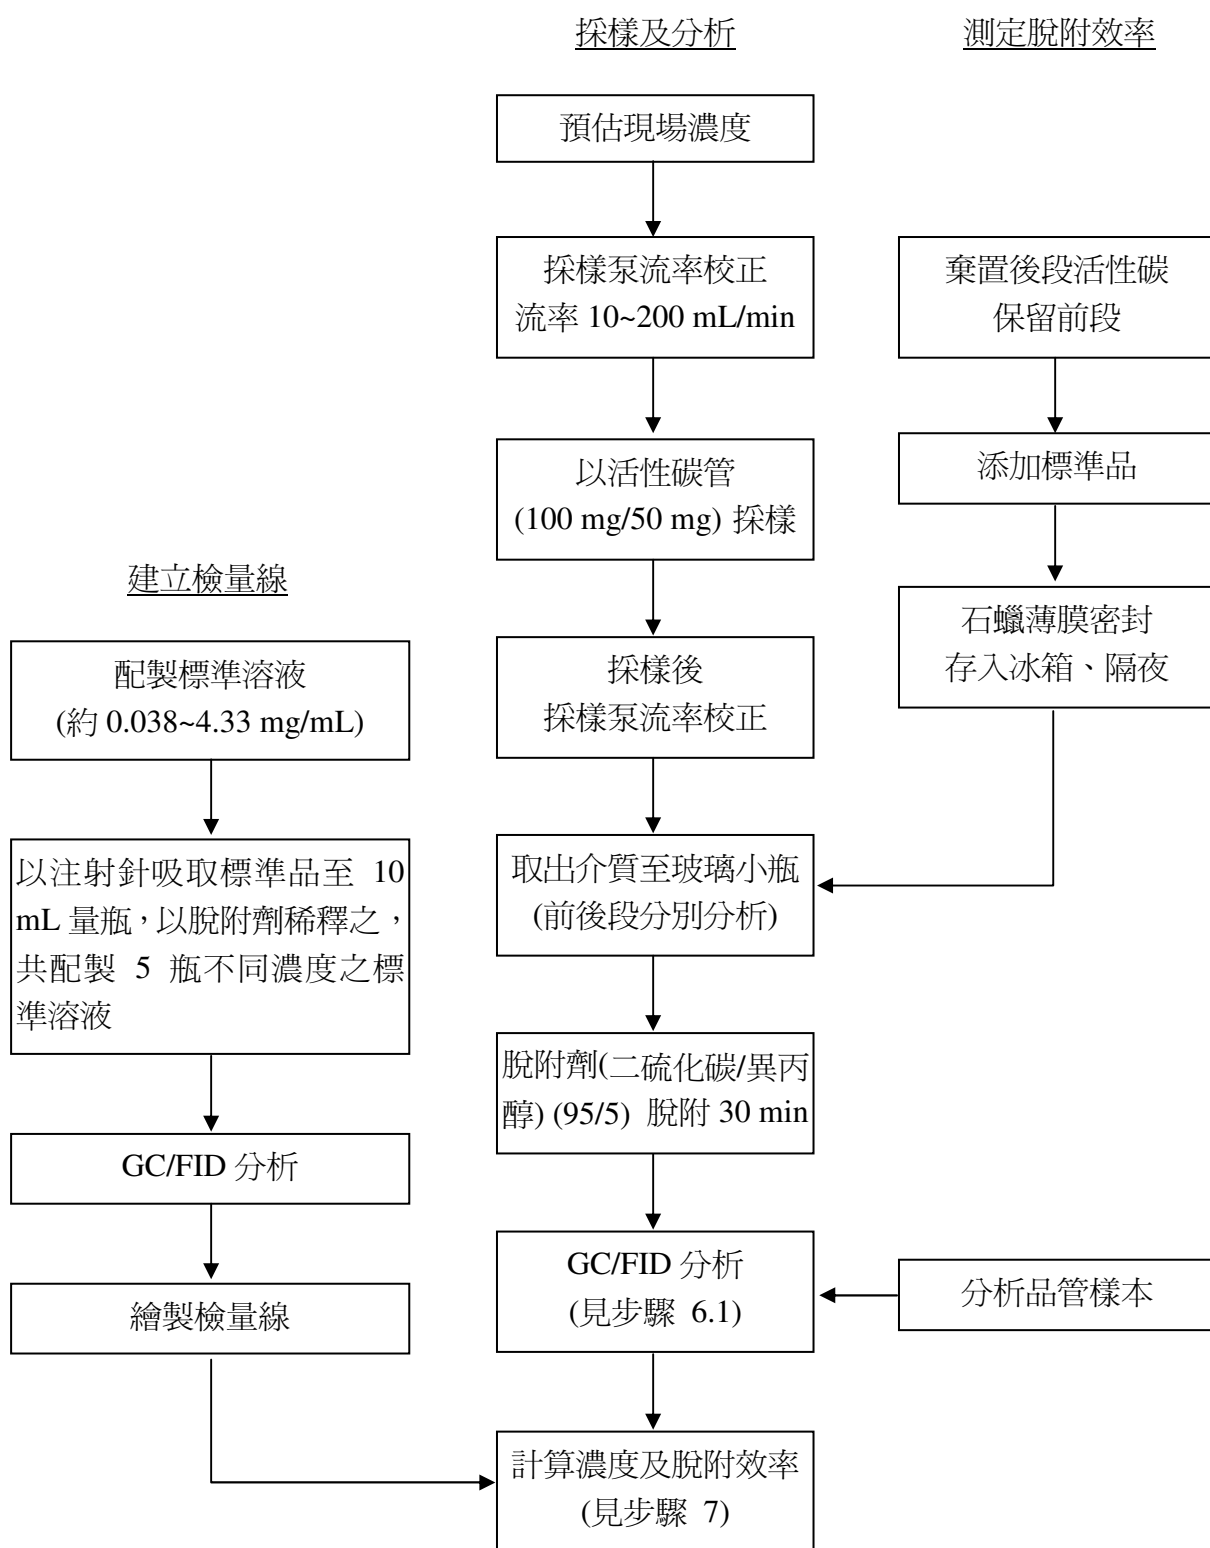 採樣及分析
預估現場濃度
採樣泵流率校正
流率 10~200 mL/min
以活性碳管
(100 mg/50 mg) 採樣
採樣後
採樣泵流率校正
取出介質至玻璃小瓶
(前後段分別分析)
脫附劑(二硫化碳/異丙
醇) (95/5) 脫附 30 min
GC/FID 分析
(見步驟 6.1)
計算濃度及脫附效率
(見步驟 7)
測定脫附效率
棄置後段活性碳
保留前段
添加標準品
石蠟薄膜密封
存入冰箱、隔夜
分析品管樣本
建立檢量線
配製標準溶液
(約 0.038~4.33 mg/mL)
以注射針吸取標準品至 10
mL 量瓶，以脫附劑稀釋之，
共配製 5 瓶不同濃度之標
準溶液
GC/FID 分析
繪製檢量線